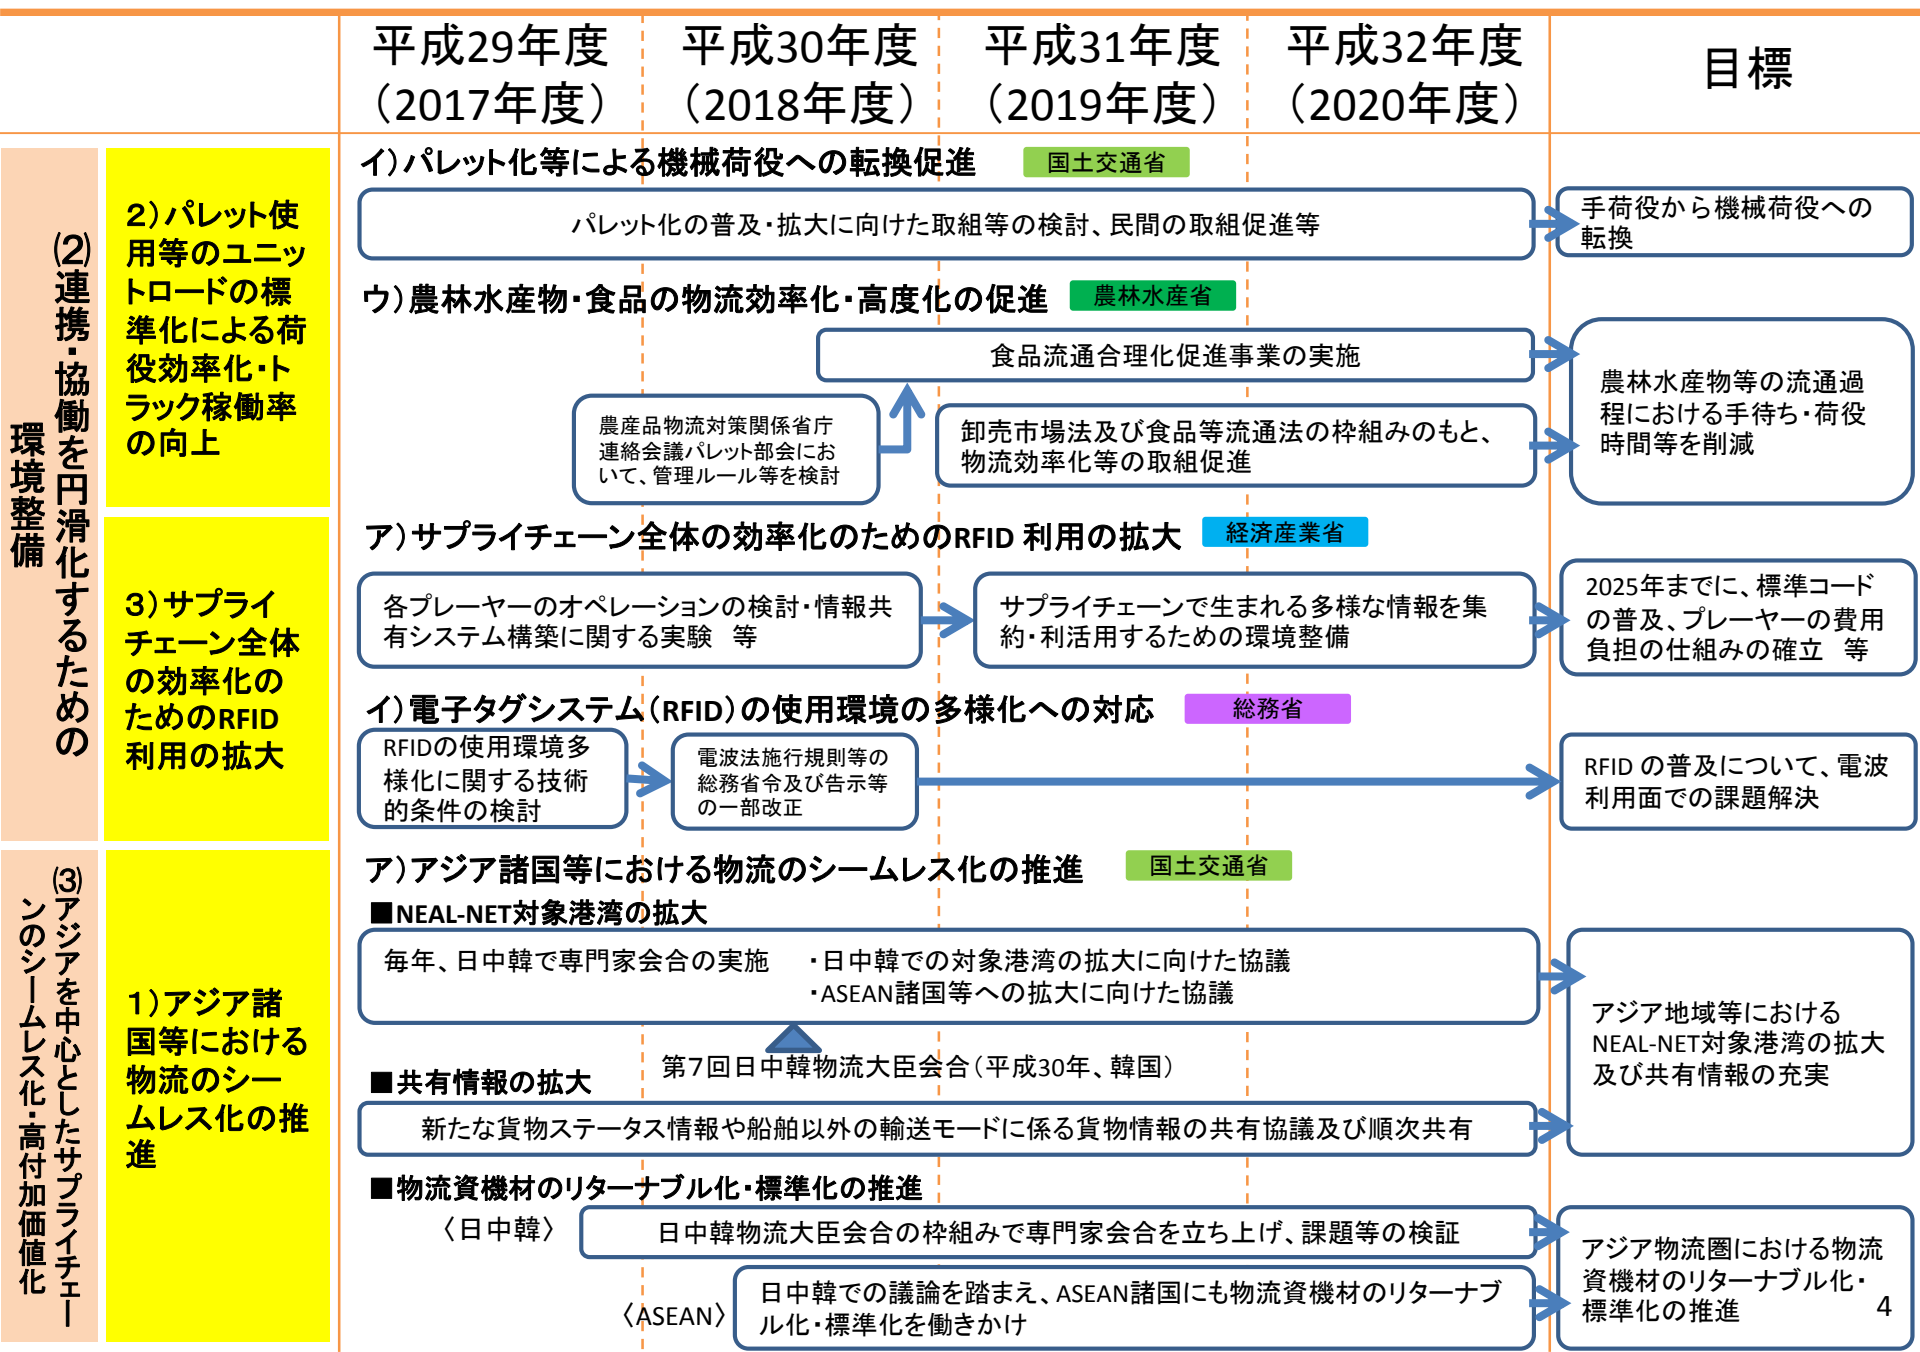 平成29年度
（2017年度）
平成30年度
（2018年度）
平成31年度
（2019年度）
平成32年度
（2020年度）
目標
(2)連携・協働を円滑化するための
環境整備
２）パレット使
用等のユニッ
トロードの標
準化による荷
役効率化・ト
ラック稼働率
の向上
イ）パレット化等による機械荷役への転換促進
国土交通省
パレット化の普及・拡大に向けた取組等の検討、民間の取組促進等
手荷役から機械荷役への
転換
ウ）農林水産物・食品の物流効率化・高度化の促進
農林水産省
食品流通合理化促進事業の実施
農産品物流対策関係省庁
連絡会議パレット部会にお
いて、管理ルール等を検討
卸売市場法及び食品等流通法の枠組みのもと、
物流効率化等の取組促進
農林水産物等の流通過
程における手待ち・荷役
時間等を削減
３）サプライ
チェーン全体
の効率化の
ためのRFID
利用の拡大
ア）サプライチェーン全体の効率化のためのRFID 利用の拡大
経済産業省
各プレーヤーのオペレーションの検討・情報共
有システム構築に関する実験　等
サプライチェーンで生まれる多様な情報を集
約・利活用するための環境整備
2025年までに、標準コード
の普及、プレーヤーの費用
負担の仕組みの確立　等
イ）電子タグシステム（RFID）の使用環境の多様化への対応
総務省
RFIDの使用環境多
様化に関する技術
的条件の検討
電波法施行規則等の
総務省令及び告示等
の一部改正
RFID の普及について、電波
利用面での課題解決
(3)アジアを中心としたサプライチェー
ンのシームレス化・高付加価値化
１）アジア諸
国等における
物流のシー
ムレス化の推
進
ア）アジア諸国等における物流のシームレス化の推進
国土交通省
■NEAL-NET対象港湾の拡大
毎年、日中韓で専門家会合の実施
・日中韓での対象港湾の拡大に向けた協議
・ASEAN諸国等への拡大に向けた協議
第７回日中韓物流大臣会合（平成30年、韓国）
■共有情報の拡大
新たな貨物ステータス情報や船舶以外の輸送モードに係る貨物情報の共有協議及び順次共有
アジア地域等における
NEAL-NET対象港湾の拡大
及び共有情報の充実
■物流資機材のリターナブル化・標準化の推進
〈日中韓〉
日中韓物流大臣会合の枠組みで専門家会合を立ち上げ、課題等の検証
〈ASEAN〉
日中韓での議論を踏まえ、ASEAN諸国にも物流資機材のリターナブ
ル化・標準化を働きかけ
アジア物流圏における物流
資機材のリターナブル化・
標準化の推進
4